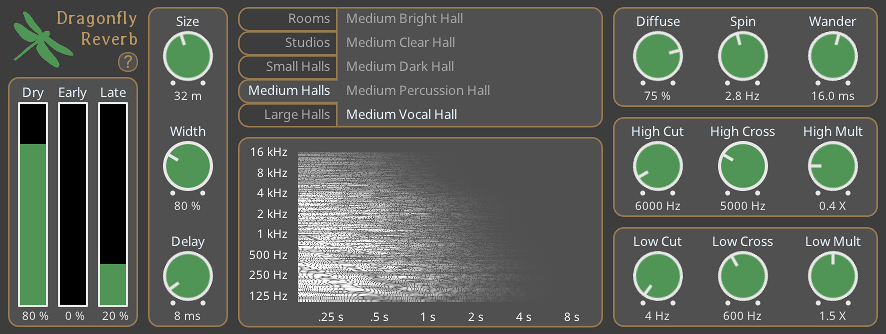 Dragonfly
Reverb
?
Dry Early Late
80 % 0 % 20 %
Size
32 m
Width
80 %
Delay
8 ms
Rooms
Studios
Small Halls
Medium Halls
Large Halls
Medium Bright Hall
Medium Clear Hall
Medium Dark Hall
Medium Percussion Hall
Medium Vocal Hall
16 kHz
8 kHz
4 kHz
2 kHz
1 kHz
500 Hz
250 Hz
125 Hz
.25 s .5 s 1 s 2 s 4 s 8 s
Diffuse Spin Wander
75 % 2.8 Hz 16.0 ms
High Cut High Cross High Mult
6000 Hz 5000 Hz 0.4 X
Low Cut Low Cross Low Mult
4 Hz 600 Hz 1.5 X